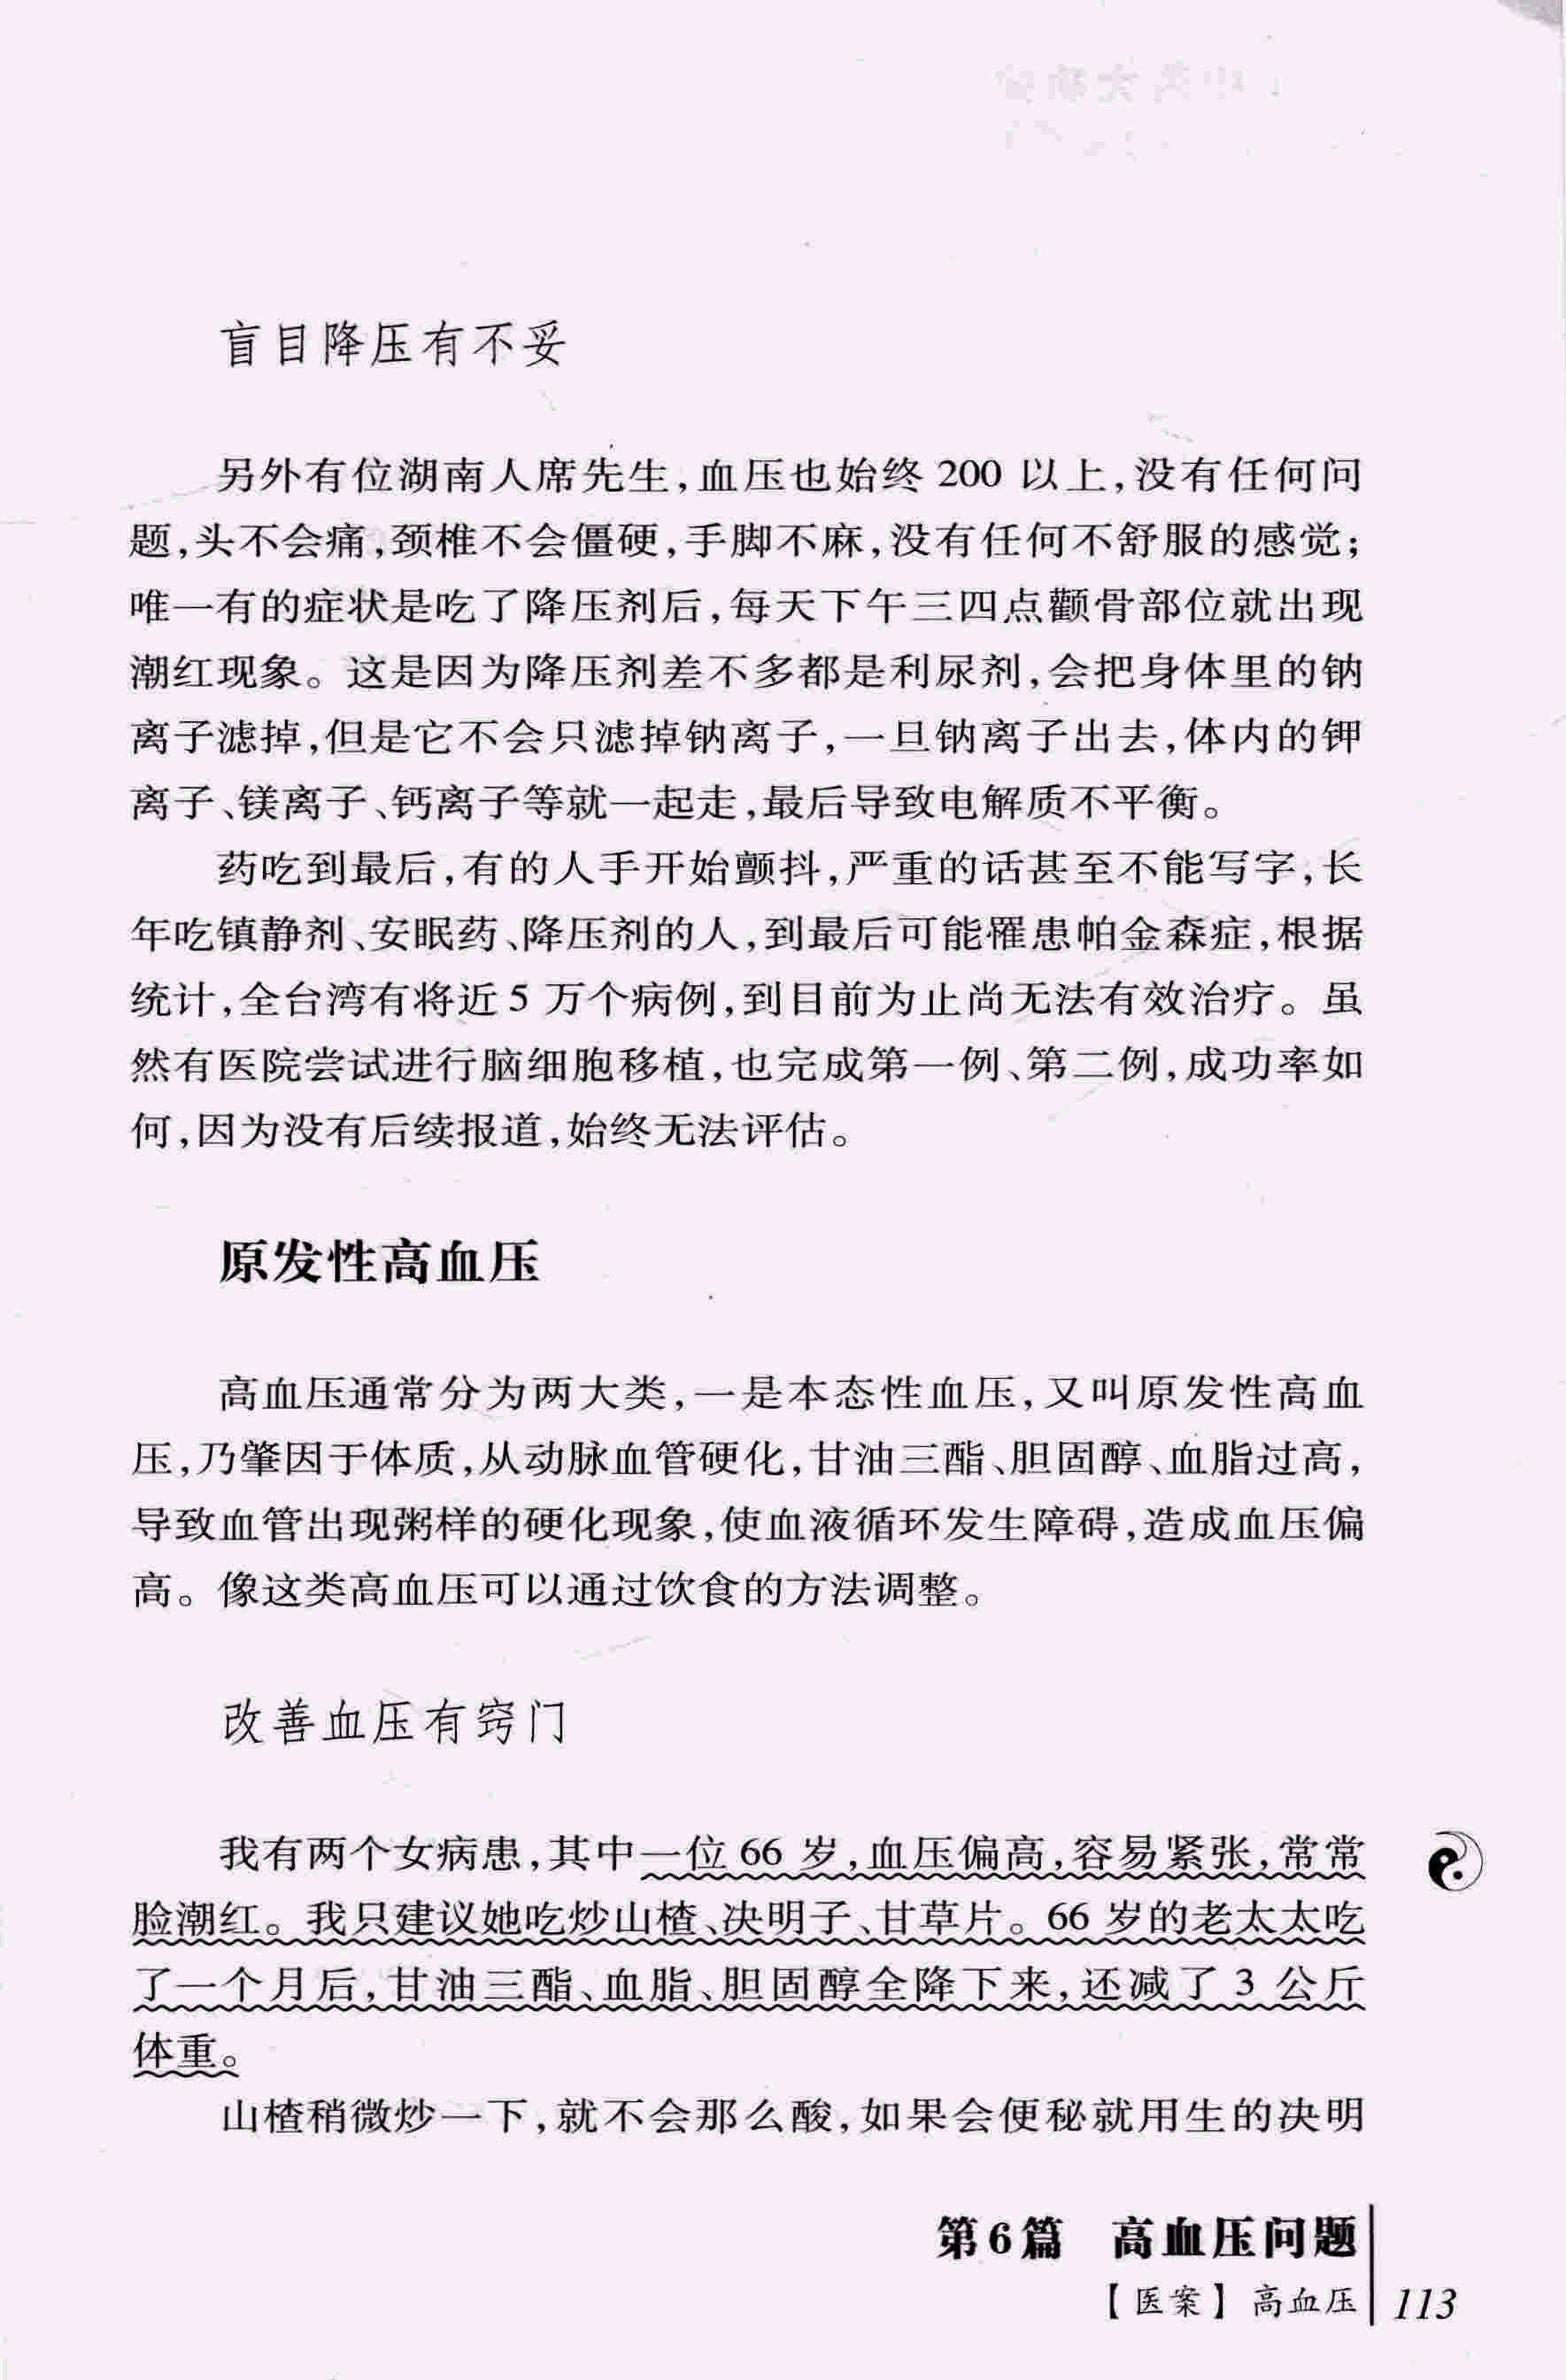 盲目降压有不妥
另外有位湖南人席先生,血压也始终 200 以上,没有任何问
题,头不会痛,颈椎不会僵硬,手脚不麻,没有任何不舒服的感觉;
唯一有的症状是吃了降压剂后,每天下午三四点颧骨部位就出现
潮红现象。这是因为降压剂差不多都是利尿剂,会把身体里的钠
离子滤掉,但是它不会只滤掉钠离子,一旦钠离子出去,体内的钾
离子、镁离子、钙离子等就一起走,最后导致电解质不平衡。
药吃到最后,有的人手开始颤抖,严重的话甚至不能写字,长
年吃镇静剂、安眠药、降压剂的人,到最后可能罹患帕金森症,根据
统计,全台湾有将近 5 万个病例,到目前为止尚无法有效治疗。虽
然有医院尝试进行脑细胞移植,也完成第一例、第二例,成功率如
何,因为没有后续报道,始终无法评估。
原发性高血压
高血压通常分为两大类,一是本态性血压,又叫原发性高血
压,乃肇因于体质,从动脉血管硬化,甘油三酯、胆固醇、血脂过高,
导致血管出现粥样的硬化现象,使血液循环发生障碍,造成血压偏
高。像这类高血压可以通过饮食的方法调整。
改善血压有窍门
我有两个女病患,其中一位 66 岁,血压偏高,容易紧张,常常
脸潮红。我只建议她吃炒山楂、决明子、甘草片。66 岁的老太太吃
了一个月后,甘油三酯、血脂、胆固醇全降下来,还减了 3 公斤
体重。
山楂稍微炒一下,就不会那么酸,如果会便秘就用生的决明
第6篇 高血压问题
【医案】高血压 113